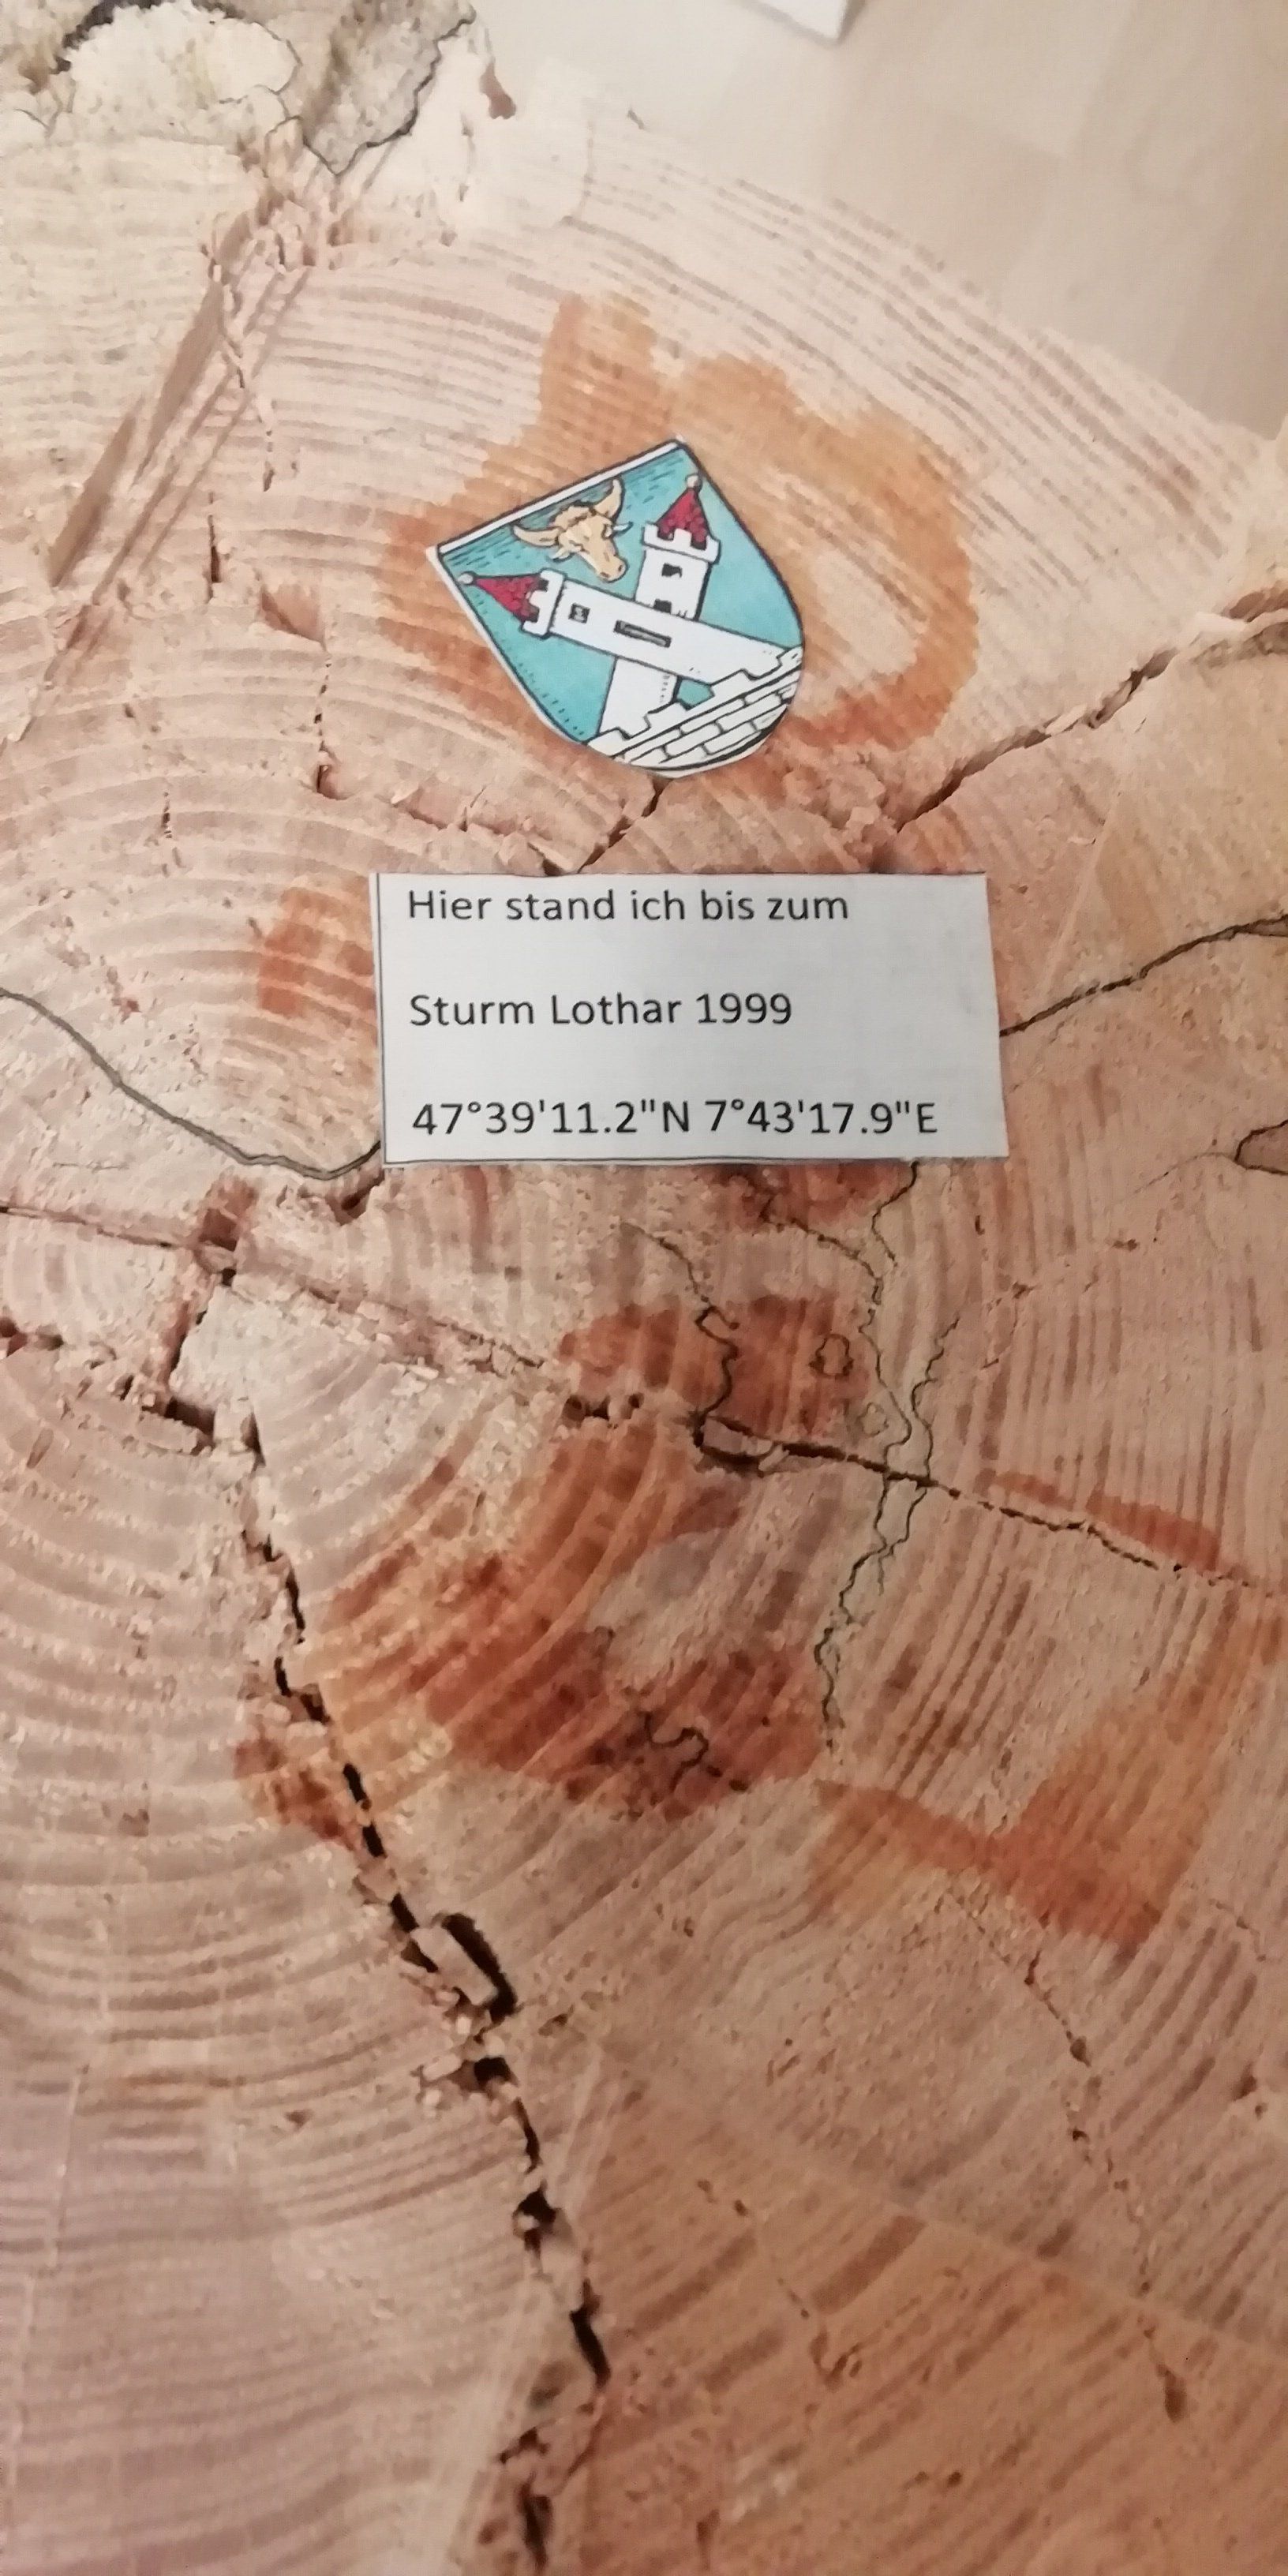 Hier stand ich bis zum
Sturm Lothar 1999
47°39'11.2"N 7°43'17.9"E